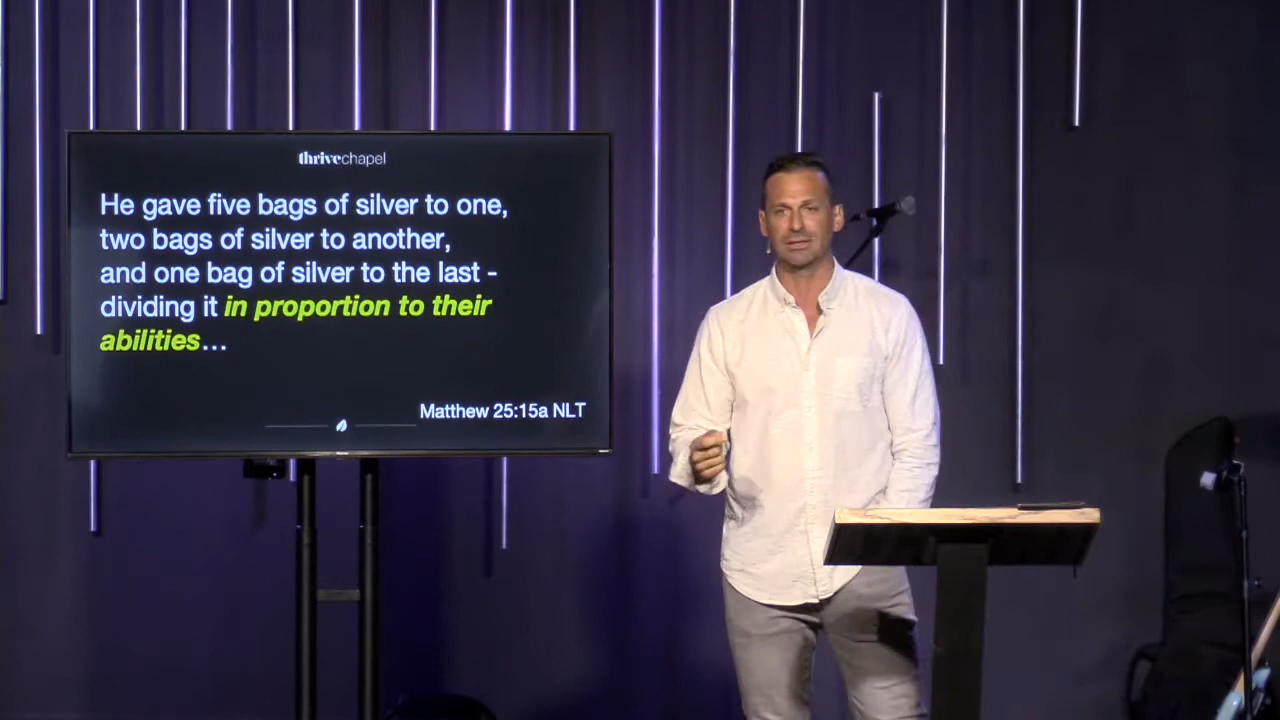 thrivechapel
He gave five bags of silver to one,
two bags of silver to another,
and one bag of silver to the last -
dividing it in proportion to their
abilities...
Matthew 25:15a NLT